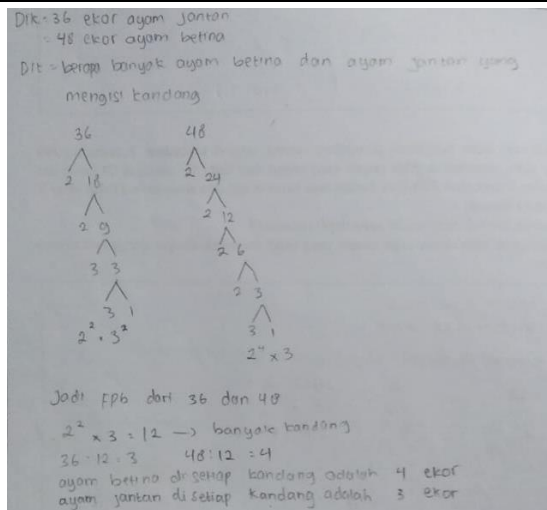 Dik = 36 ekor ayam jantan
= 48 ekor ayam betina
Dit = berapa banyak ayam betina dan ayam jantan yang
mengisi kandang
36 48
2 18 2 24
2 9 2 12
3 3 2 6
3 1 2 3
2² · 3² 3 1
2⁴ × 3
Jadi FPB dari 36 dan 48
2² × 3 = 12 → banyak kandang
36 : 12 = 3 48 : 12 = 4
ayam betina di setiap kandang adalah 4 ekor
ayam jantan di setiap kandang adalah 3 ekor